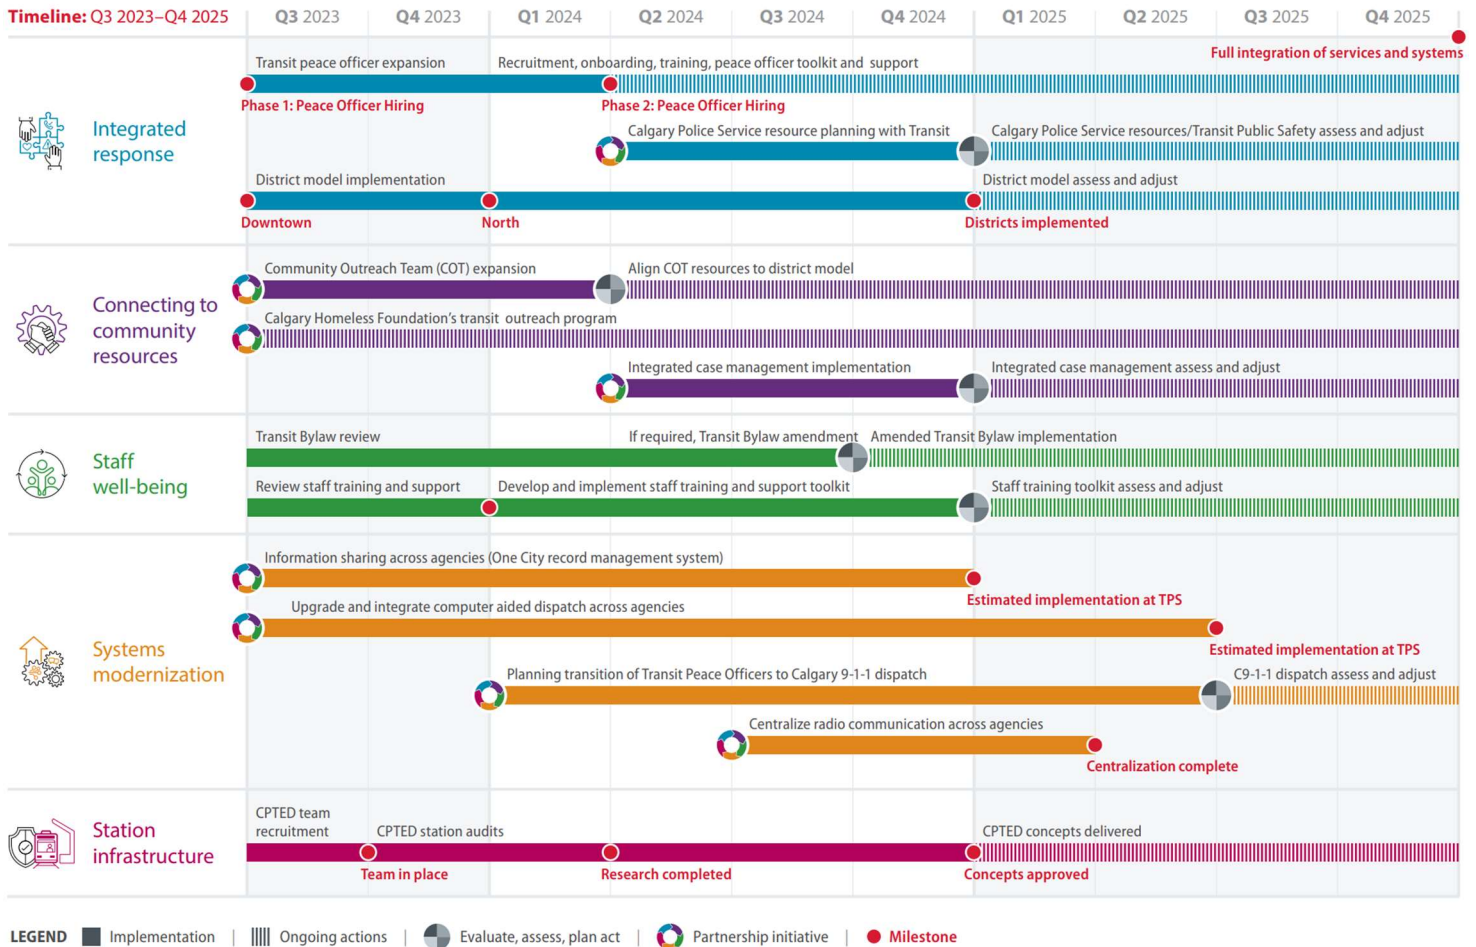 Timeline: Q3 2023–Q4 2025
Q3 2023 Q4 2023 Q1 2024 Q2 2024 Q3 2024 Q4 2024 Q1 2025 Q2 2025 Q3 2025 Q4 2025
Full integration of services and systems
Integrated
response
Transit peace officer expansion
Recruitment, onboarding, training, peace officer toolkit and support
Phase 1: Peace Officer Hiring
Phase 2: Peace Officer Hiring
Calgary Police Service resource planning with Transit
Calgary Police Service resources/Transit Public Safety assess and adjust
District model implementation
District model assess and adjust
Downtown
North
Districts implemented
Connecting to
community
resources
Community Outreach Team (COT) expansion
Align COT resources to district model
Calgary Homeless Foundation's transit outreach program
Integrated case management implementation
Integrated case management assess and adjust
Staff
well-being
Transit Bylaw review
If required, Transit Bylaw amendment
Amended Transit Bylaw implementation
Review staff training and support
Develop and implement staff training and support toolkit
Staff training toolkit assess and adjust
Systems
modernization
Information sharing across agencies (One City record management system)
Estimated implementation at TPS
Upgrade and integrate computer aided dispatch across agencies
Estimated implementation at TPS
Planning transition of Transit Peace Officers to Calgary 9-1-1 dispatch
C9-1-1 dispatch assess and adjust
Centralize radio communication across agencies
Centralization complete
Station
infrastructure
CPTED team
recruitment
CPTED station audits
CPTED concepts delivered
Team in place
Research completed
Concepts approved
LEGEND Implementation | Ongoing actions | Evaluate, assess, plan act | Partnership initiative | Milestone